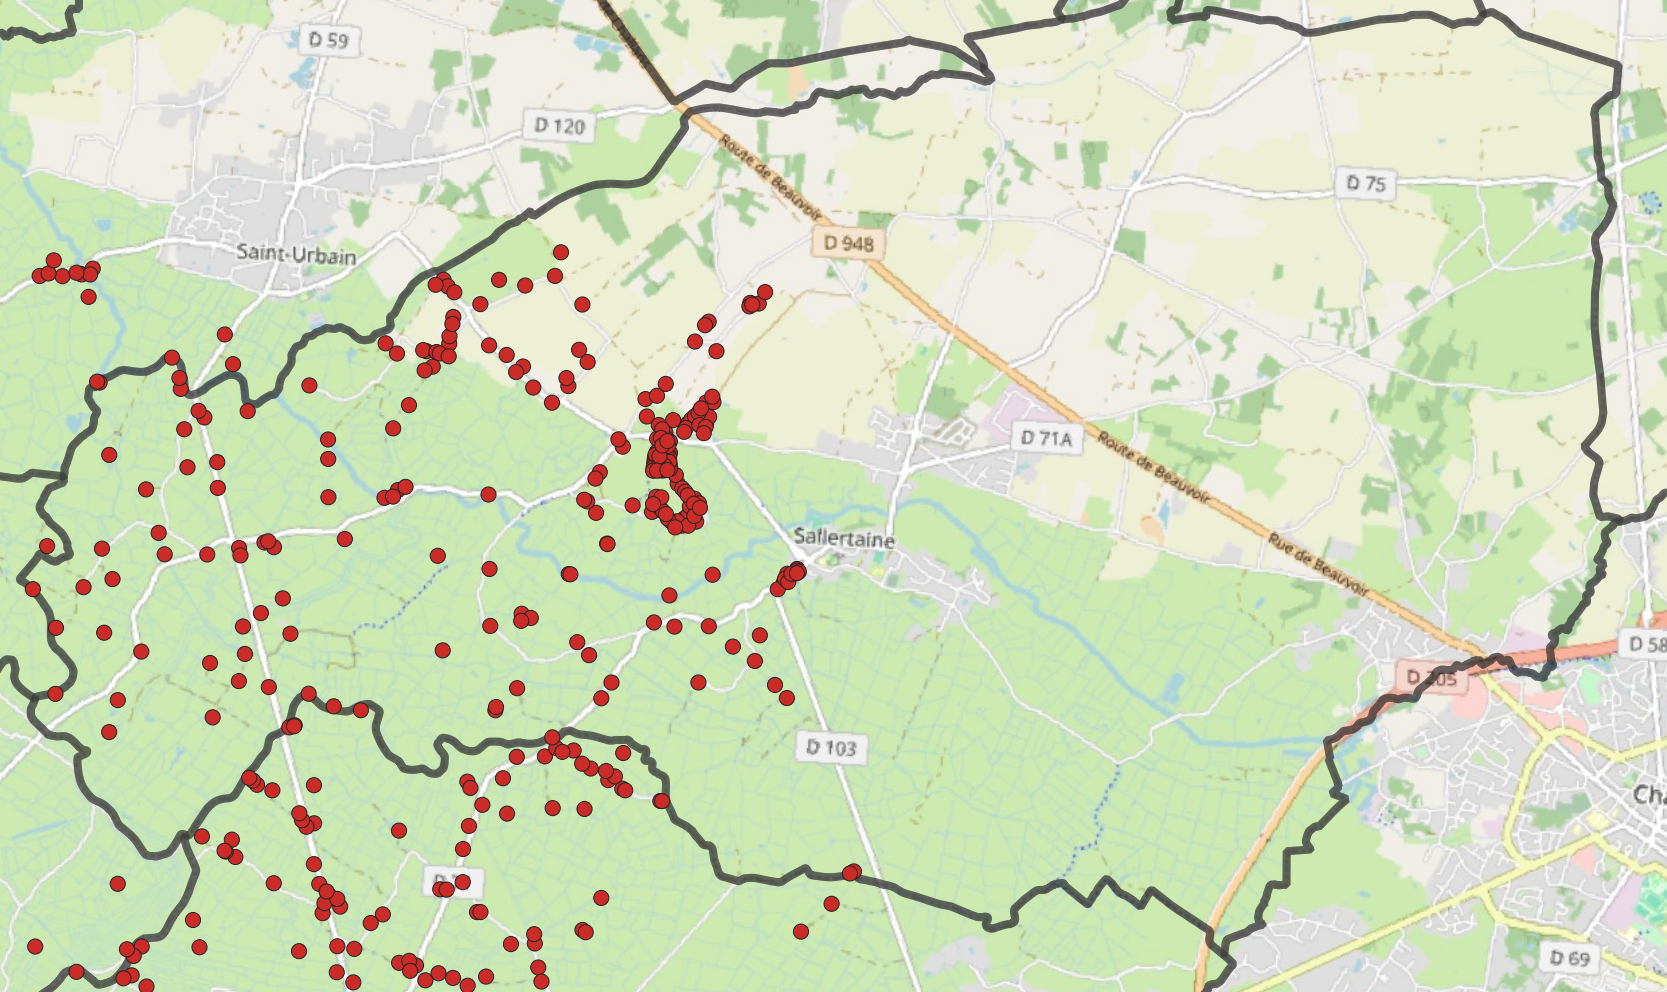 D 59
D 120
Route de Beauvoir
D 75
Saint-Urbain
D 948
D 71A
Route de Beauvoir
Sallertaine
Rue de Beauvoir
D 58
D 205
D 103
Cha
D 69